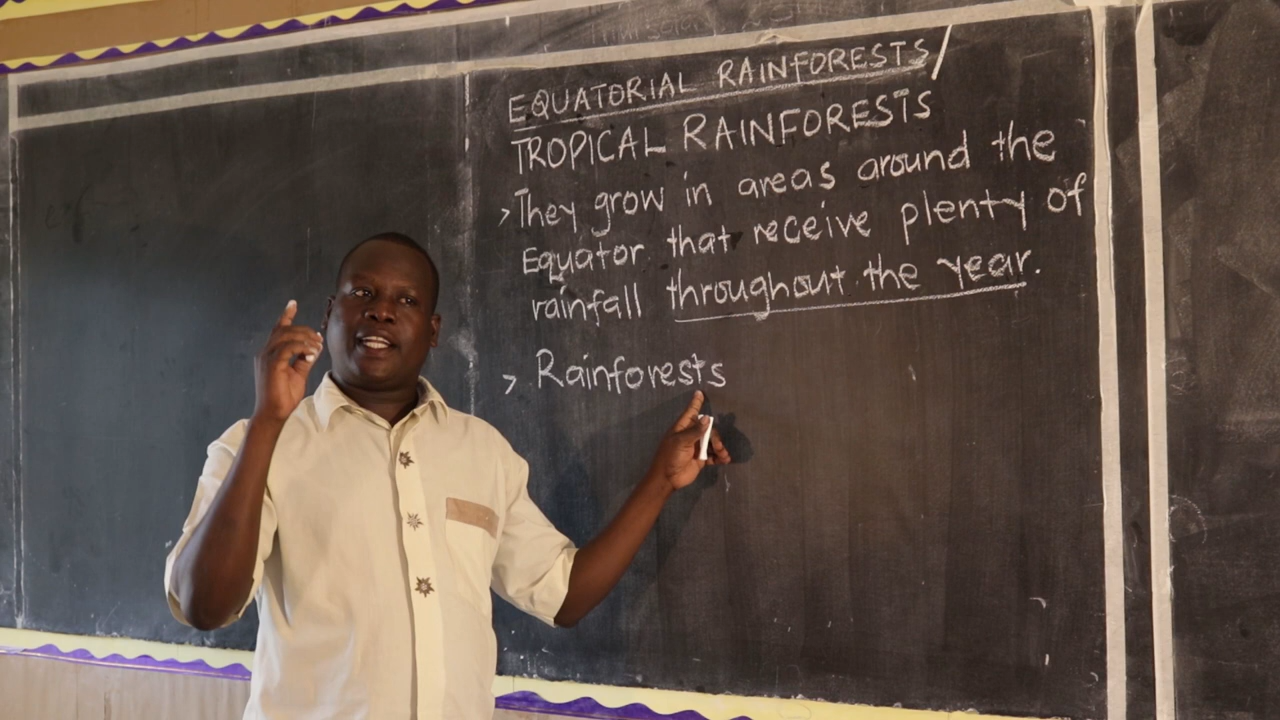 EQUATORIAL RAINFORESTS/
TROPICAL RAINFORESTS
> They grow in areas around the
Equator that receive plenty of
rainfall throughout the year.
> Rainforests